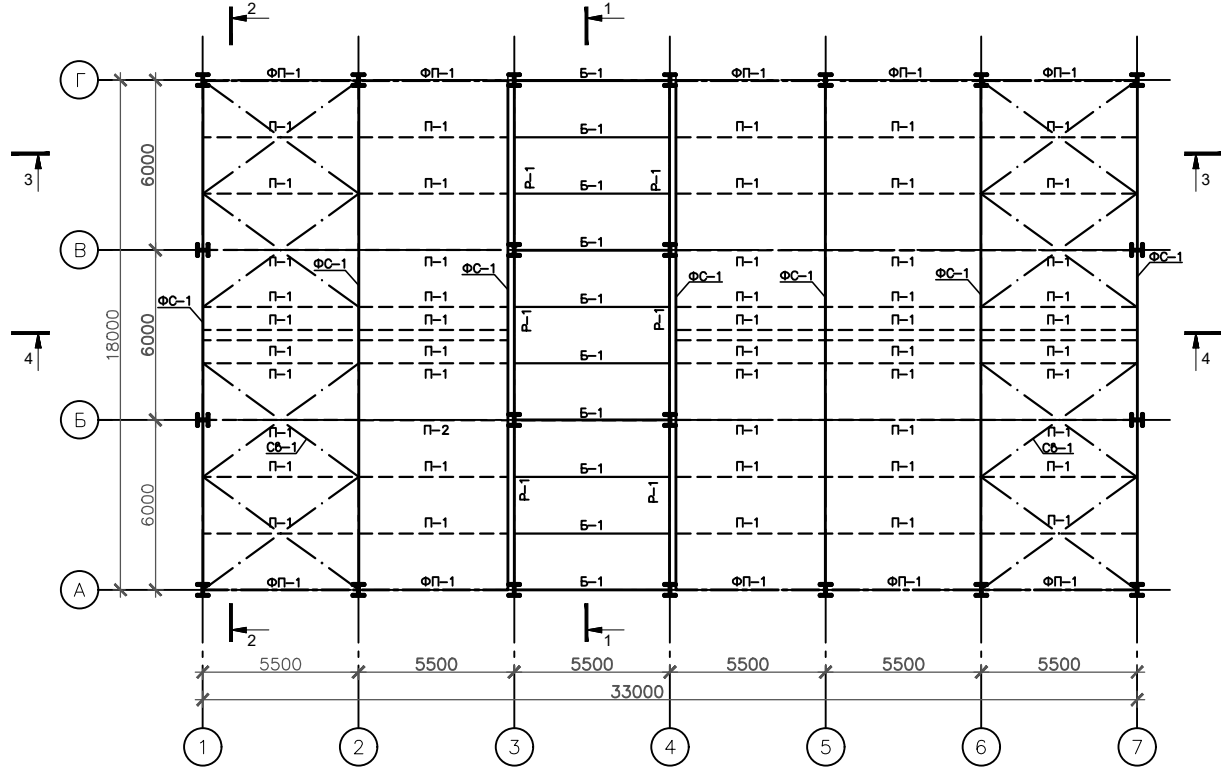 2 1
Г ФП-1 ФП-1 Б-1 ФП-1 ФП-1 ФП-1
П-1 П-1 Б-1 П-1 П-1 П-1
3 6000 Р-1 Р-1 3
П-1 П-1 Б-1 П-1 П-1 П-1
В Б-1
П-1 П-1 П-1 П-1 П-1
ФС-1 ФС-1 ФС-1 ФС-1 ФС-1 ФС-1 ФС-1
П-1 П-1 Б-1 П-1 П-1 П-1
18000 6000 Р-1 Р-1
П-1 П-1 П-1 П-1 П-1
4 П-1 П-1 Б-1 П-1 П-1 П-1 4
П-1 П-1 П-1 П-1 П-1
Б Б-1
П-1 П-2 П-1 П-1 П-1
Св-1 Св-1
П-1 П-1 Б-1 П-1 П-1 П-1
6000 Р-1 Р-1
П-1 П-1 Б-1 П-1 П-1 П-1
А ФП-1 ФП-1 Б-1 ФП-1 ФП-1 ФП-1
2 1
5500 5500 5500 5500 5500 5500
33000
1 2 3 4 5 6 7